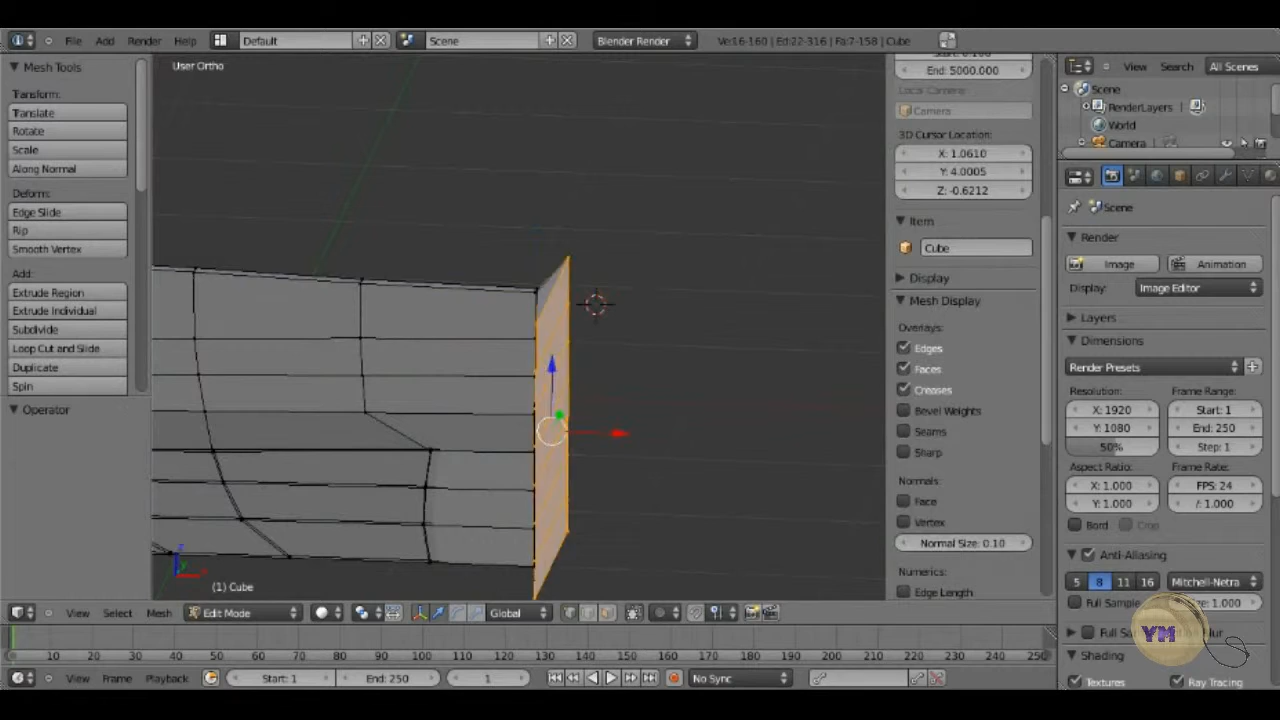 File Add Render Help Default Scene Blender Render Ve:16-160 | Ed:22-316 | Fa:7-158 | Cube
Mesh Tools
Transform:
Translate
Rotate
Scale
Along Normal
Deform:
Edge Slide
Rip
Smooth Vertex
Add:
Extrude Region
Extrude Individual
Subdivide
Loop Cut and Slide
Duplicate
Spin
Operator
User Ortho
(1) Cube
End: 5000.000
Local Camera:
Camera
3D Cursor Location:
X: 1.0610
Y: 4.0005
Z: -0.6212
Item
Cube
Display
Mesh Display
Overlays:
Edges
Faces
Creases
Bevel Weights
Seams
Sharp
Normals:
Face
Vertex
Normal Size: 0.10
Numerics:
Edge Length
View Search All Scenes
Scene
RenderLayers
World
Camera
Scene
Render
Image Animation
Display: Image Editor
Layers
Dimensions
Render Presets
Resolution: Frame Range:
X: 1920 Start: 1
Y: 1080 End: 250
50% Step: 1
Aspect Ratio: Frame Rate:
X: 1.000 FPS: 24
Y: 1.000 /: 1.000
Bord Crop
Anti-Aliasing
5 8 11 16 Mitchell-Netra
Full Sample Size: 1.000
YM
Shading
Textures Ray Tracing
View Select Mesh Edit Mode Global
10 20 30 40 50 60 70 80 90 100 110 120 130 140 150 160 170 180 190 200 210 220 230 240 250
View Frame Playback Start: 1 End: 250 1 No Sync